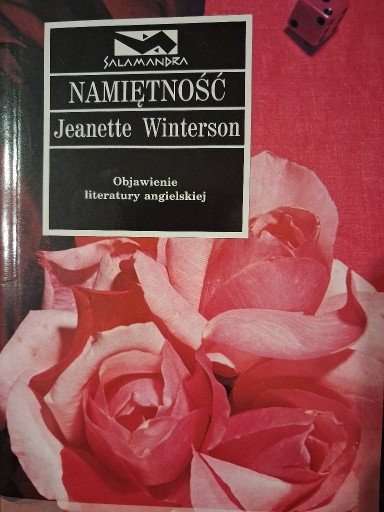 SALAMANDRA
NAMIĘTNOŚĆ
Jeanette Winterson
Objawienie
literatury angielskiej